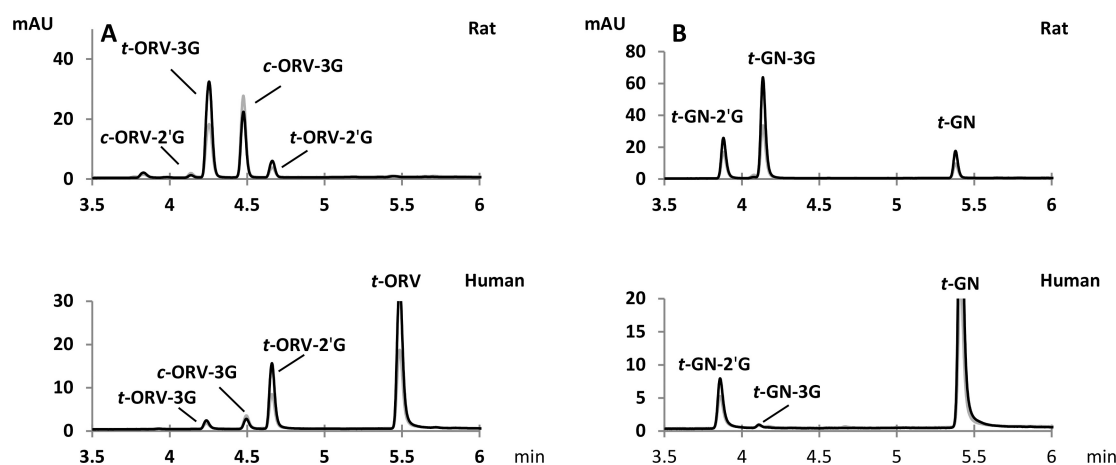 mAU
A
Rat
t-ORV-3G
c-ORV-3G
c-ORV-2'G
t-ORV-2'G
40
20
0
3.5 4 4.5 5 5.5 6
mAU
B
Rat
t-GN-3G
t-GN-2'G
t-GN
80
60
40
20
0
3.5 4 4.5 5 5.5 6
t-ORV
Human
t-ORV-2'G
c-ORV-3G
t-ORV-3G
30
20
10
0
3.5 4 4.5 5 5.5 6 min
t-GN
Human
t-GN-2'G
t-GN-3G
20
15
10
5
0
3.5 4 4.5 5 5.5 6 min